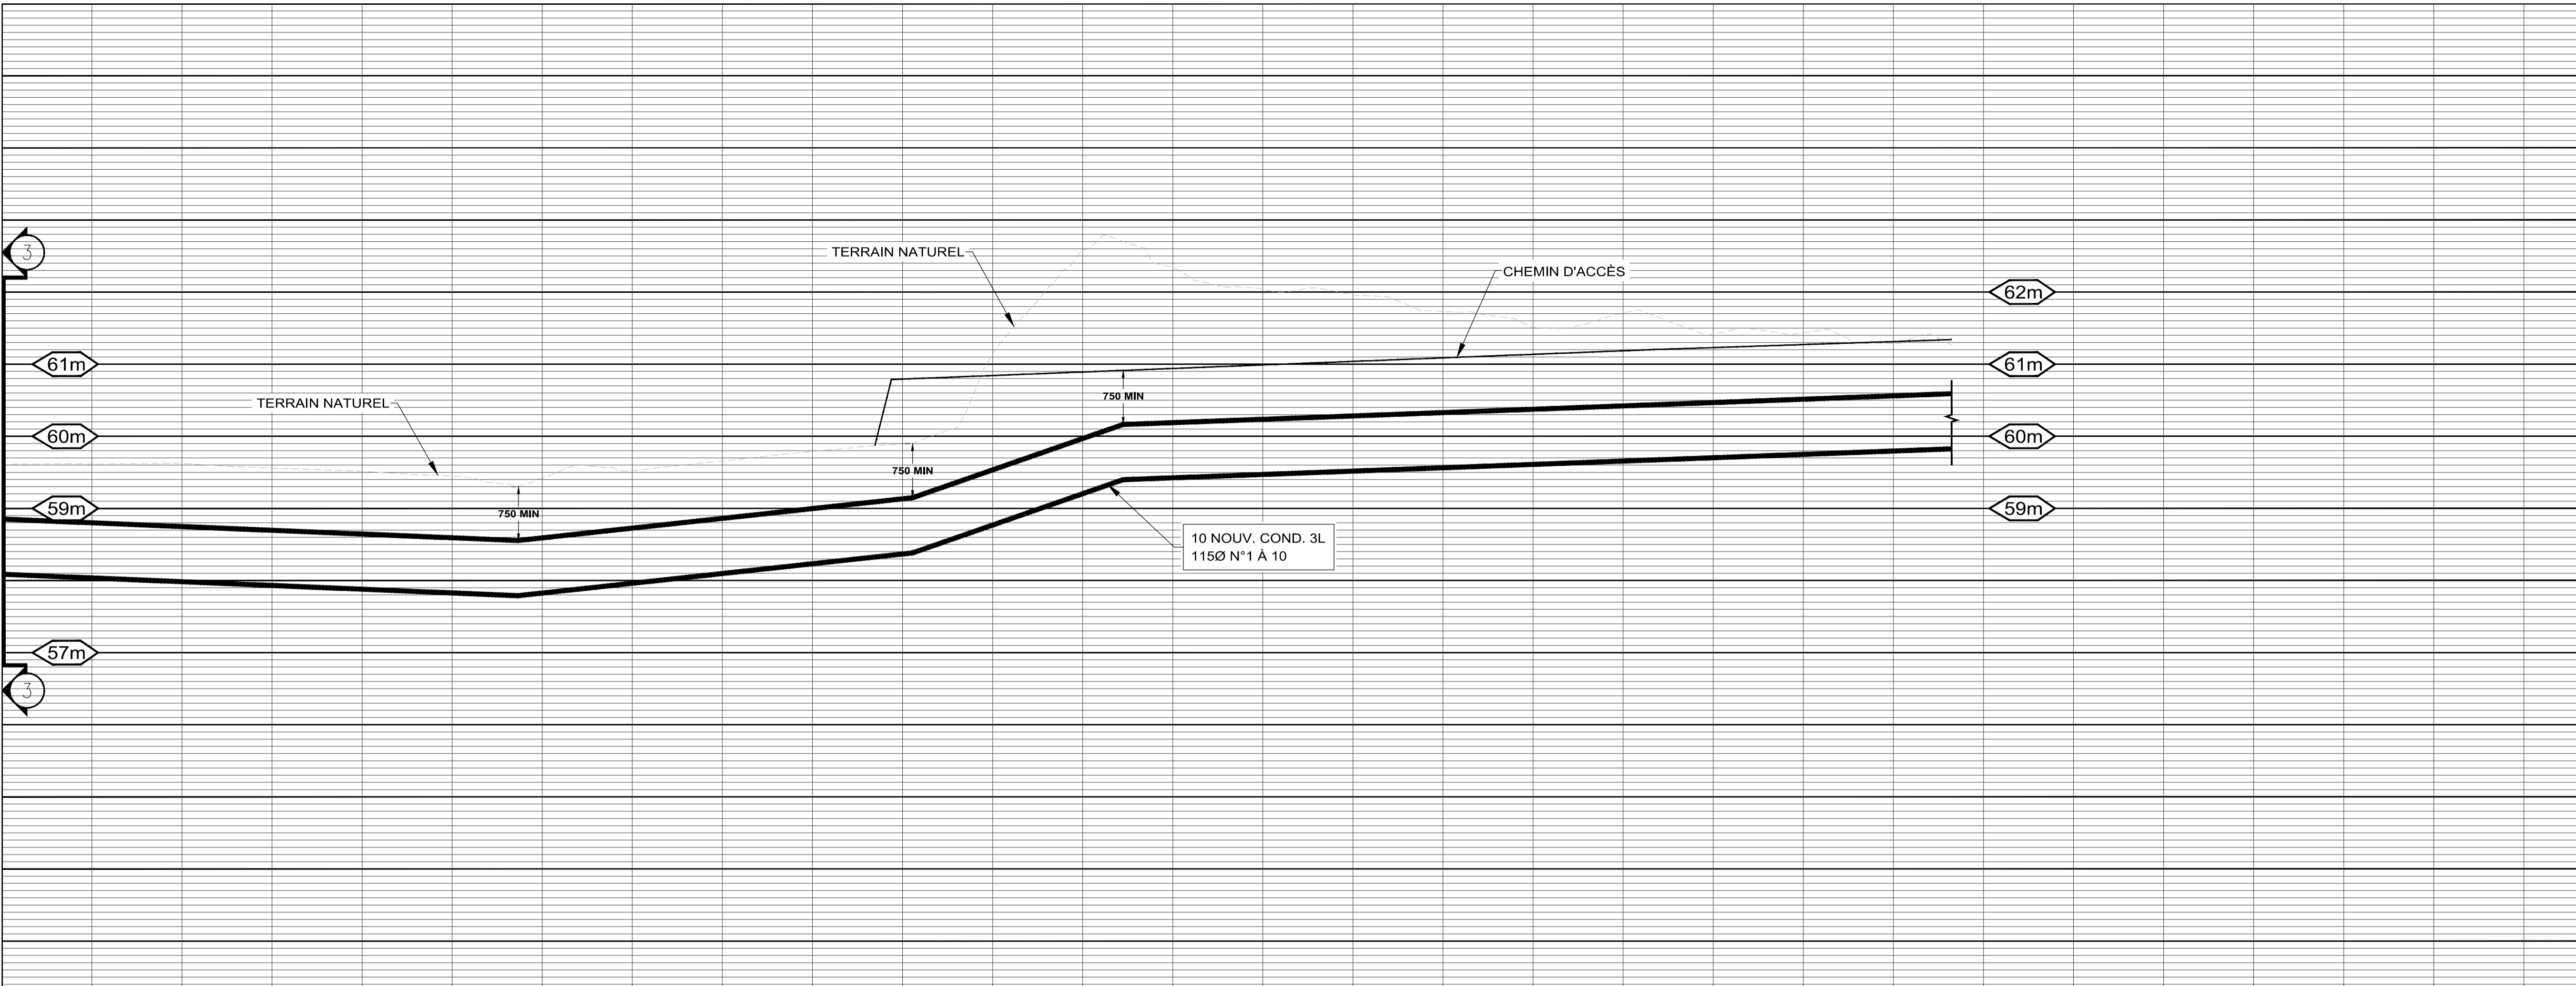 3
TERRAIN NATUREL
CHEMIN D'ACCÈS
62m
61m
61m
750 MIN
TERRAIN NATUREL
60m
60m
750 MIN
59m
750 MIN
59m
10 NOUV. COND. 3L
115Ø N°1 À 10
57m
3